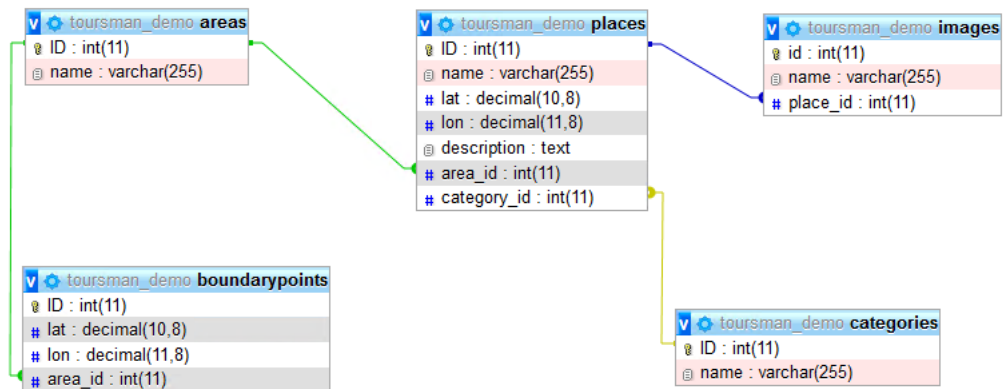 toursman_demo areas
ID : int(11)
name : varchar(255)
toursman_demo places
ID : int(11)
name : varchar(255)
lat : decimal(10,8)
lon : decimal(11,8)
description : text
area_id : int(11)
category_id : int(11)
toursman_demo images
id : int(11)
name : varchar(255)
place_id : int(11)
toursman_demo boundarypoints
ID : int(11)
lat : decimal(10,8)
lon : decimal(11,8)
area_id : int(11)
toursman_demo categories
ID : int(11)
name : varchar(255)